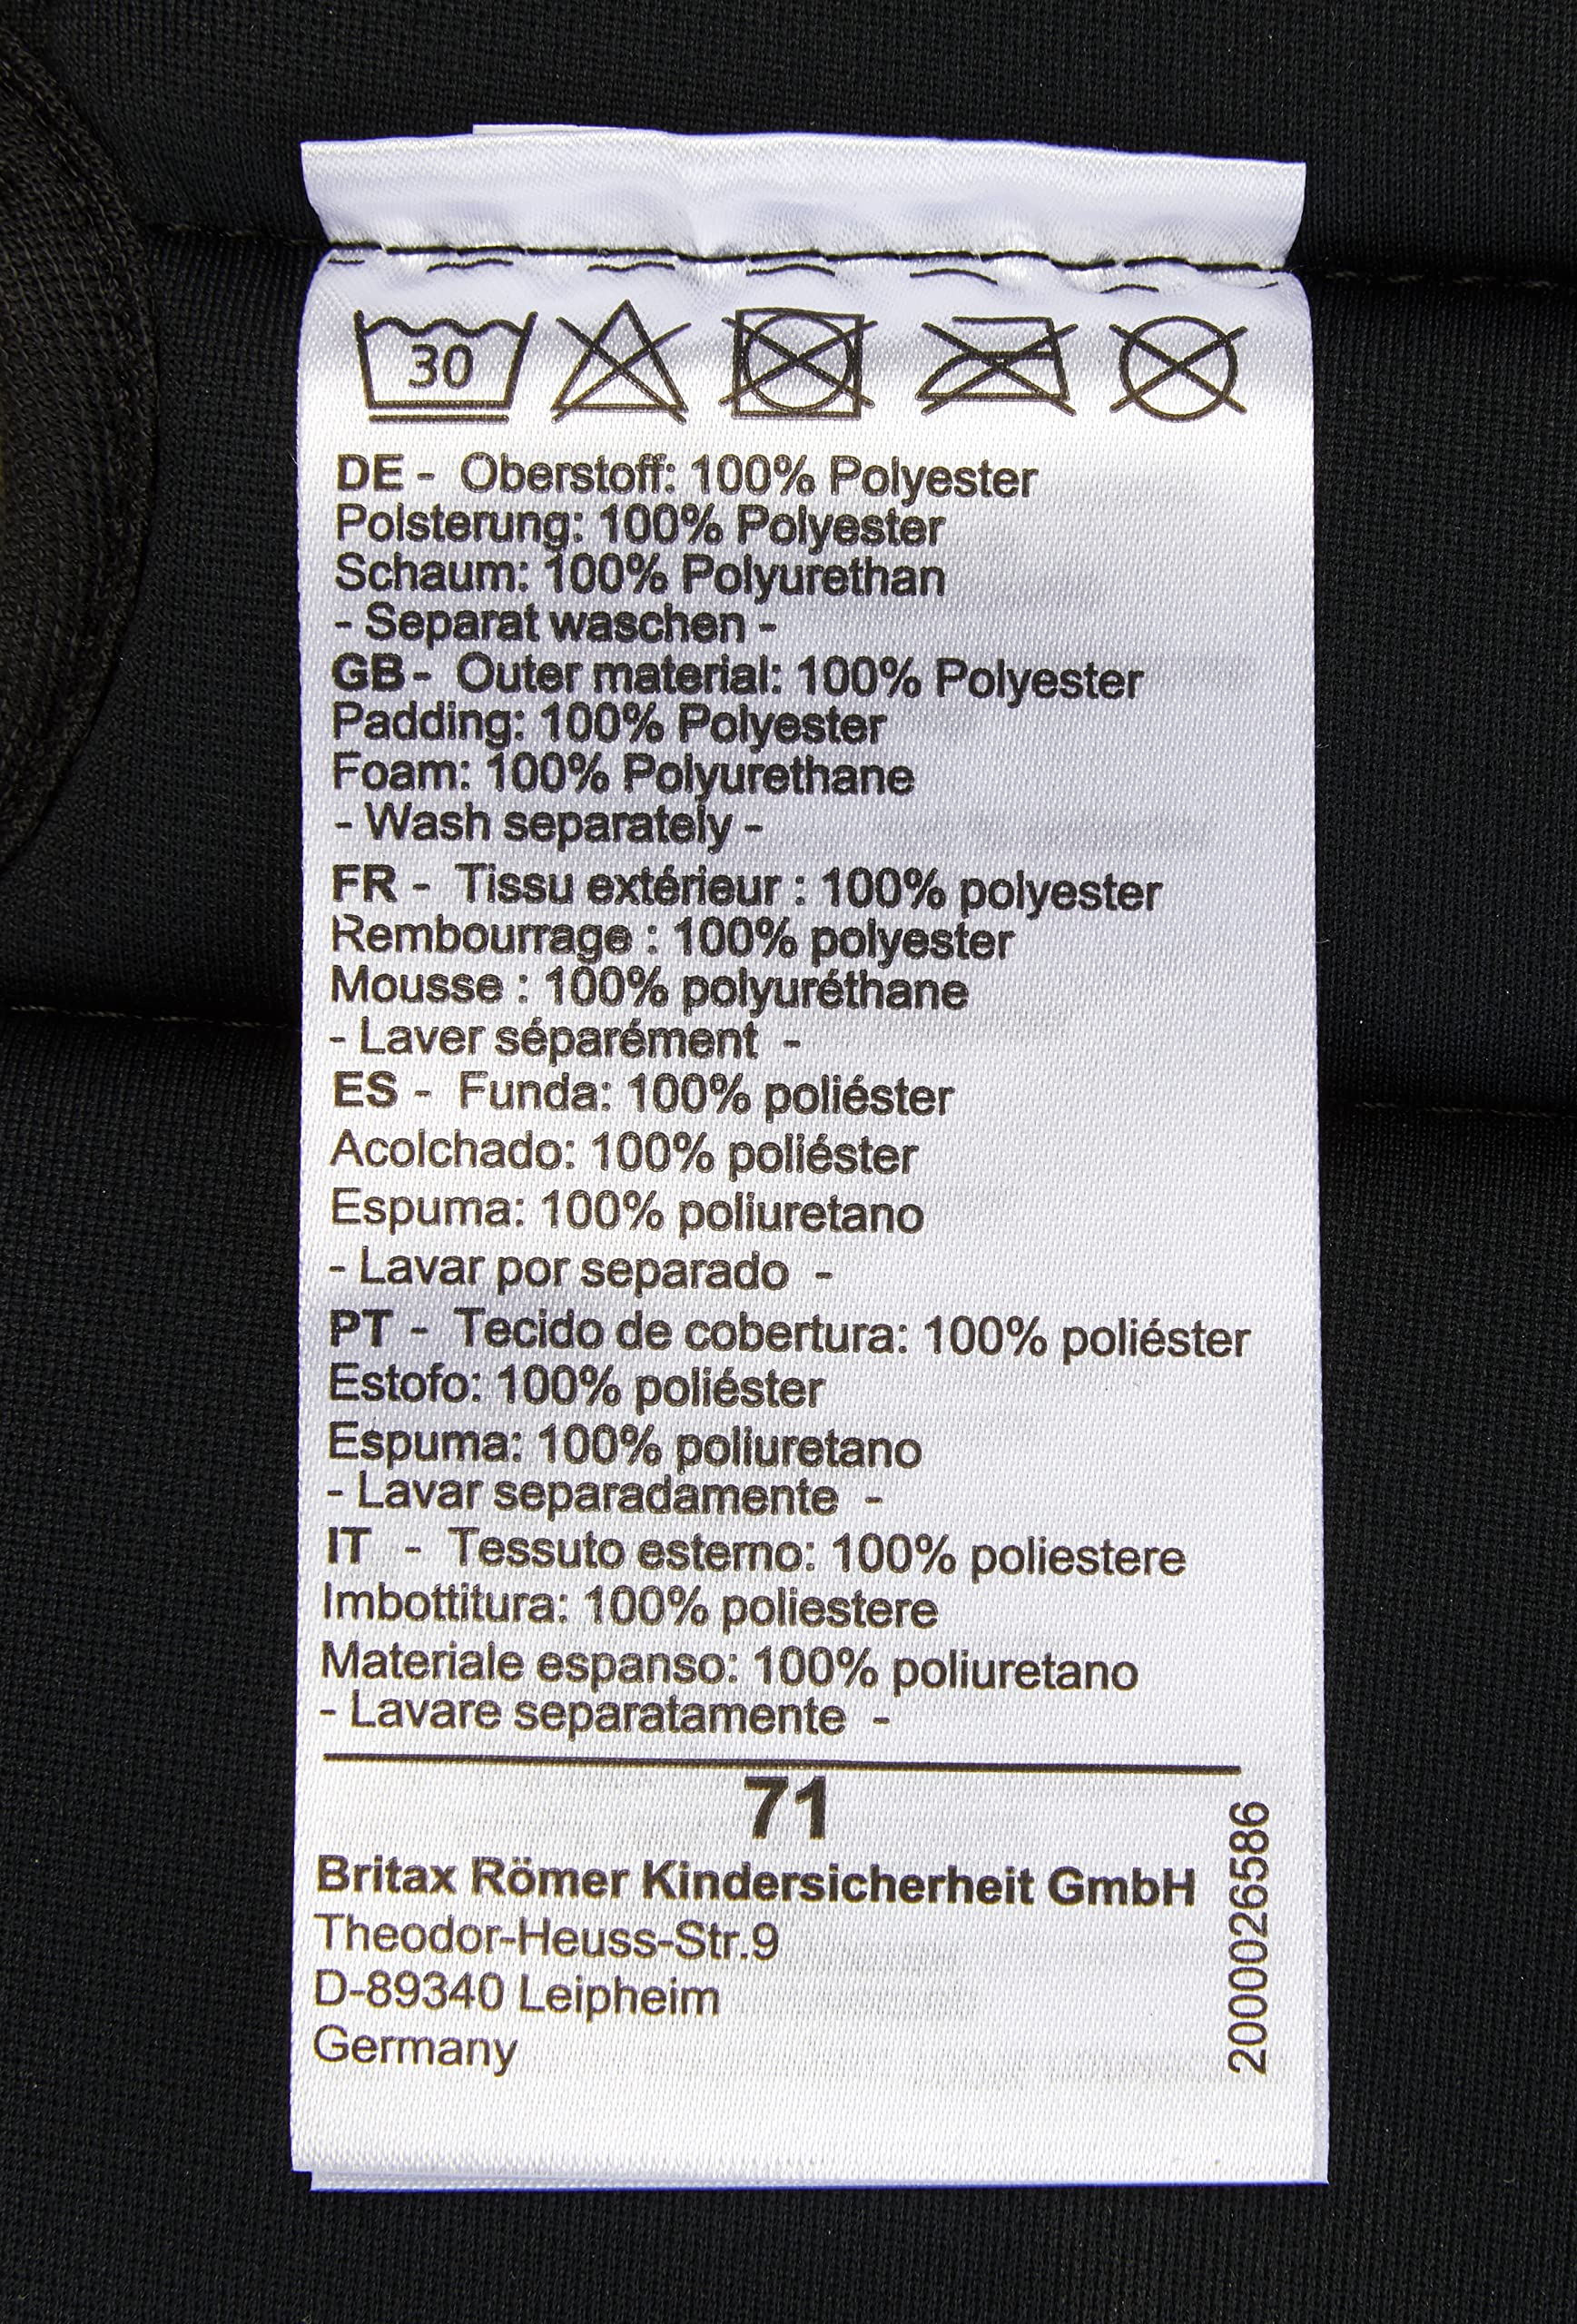 30
DE - Oberstoff: 100% Polyester
Polsterung: 100% Polyester
Schaum: 100% Polyurethan
- Separat waschen -
GB - Outer material: 100% Polyester
Padding: 100% Polyester
Foam: 100% Polyurethane
- Wash separately -
FR - Tissu extérieur : 100% polyester
Rembourrage : 100% polyester
Mousse : 100% polyuréthane
- Laver séparément -
ES - Funda: 100% poliéster
Acolchado: 100% poliéster
Espuma: 100% poliuretano
- Lavar por separado -
PT - Tecido de cobertura: 100% poliéster
Estofo: 100% poliéster
Espuma: 100% poliuretano
- Lavar separadamente -
IT - Tessuto esterno: 100% poliestere
Imbottitura: 100% poliestere
Materiale espanso: 100% poliuretano
- Lavare separatamente -
71
Britax Römer Kindersicherheit GmbH
Theodor-Heuss-Str.9
D-89340 Leipheim
Germany
2000026586